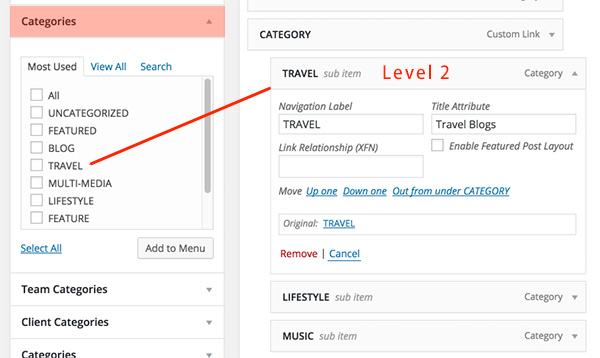 Categories
Most Used
View All
Search
All
UNCATEGORIZED
FEATURED
BLOG
TRAVEL
MULTI-MEDIA
LIFESTYLE
FEATURE
Select All
Add to Menu
Team Categories
Client Categories
Categories
CATEGORY Custom Link
TRAVEL sub item Level 2 Category
Navigation Label Title Attribute
TRAVEL Travel Blogs
Link Relationship (XFN) Enable Featured Post Layout
Move Up one Down one Out from under CATEGORY
Original: TRAVEL
Remove | Cancel
LIFESTYLE sub item Category
MUSIC sub item Category